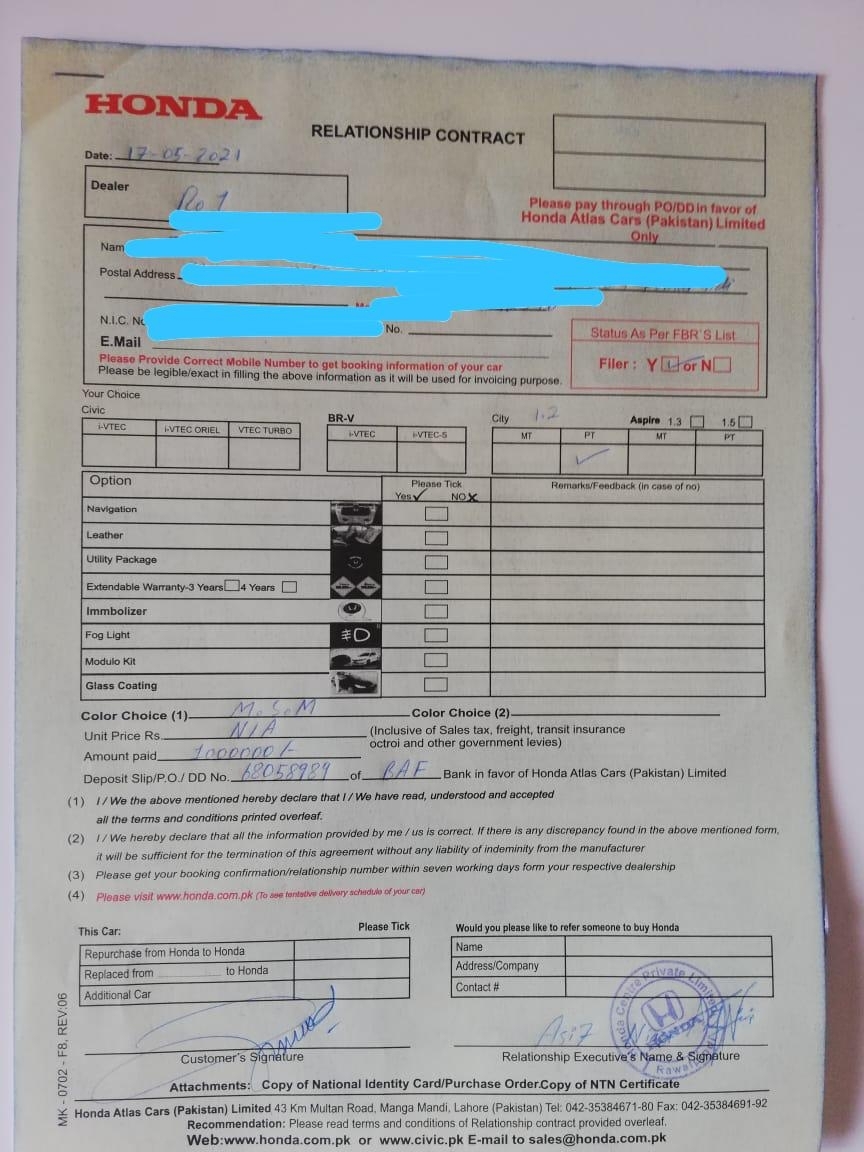 HONDA
RELATIONSHIP CONTRACT
Date: 17-05-2021
Dealer
Please pay through PO/DD in favor of
Honda Atlas Cars (Pakistan) Limited
Only
Nam
Postal Address
N.I.C. No
No.
E.Mail
Status As Per FBR'S List
Filer : Y or N
Please Provide Correct Mobile Number to get booking information of your car
Please be legible/exact in filling the above information as it will be used for invoicing purpose.
Your Choice
Civic BR-V City 1.2 Aspire 1.3 1.5
i-VTEC i-VTEC ORIEL VTEC TURBO i-VTEC i-VTEC-S MT PT MT PT
✓
Option Please Tick Remarks/Feedback (in case of no)
Yes✓ NO✗
Navigation
Leather
Utility Package
Extendable Warranty-3 Years 4 Years
Immbolizer
Fog Light
Modulo Kit
Glass Coating
Color Choice (1) M.S.M Color Choice (2)
Unit Price Rs. N/A (Inclusive of Sales tax, freight, transit insurance
octroi and other government levies)
Amount paid 1000000/-
Deposit Slip/P.O./ DD No. 68058989 of BAF Bank in favor of Honda Atlas Cars (Pakistan) Limited
(1) I / We the above mentioned hereby declare that I / We have read, understood and accepted
all the terms and conditions printed overleaf.
(2) I / We hereby declare that all the information provided by me / us is correct. If there is any discrepancy found in the above mentioned form,
it will be sufficient for the termination of this agreement without any liability of indeminity from the manufacturer
(3) Please get your booking confirmation/relationship number within seven working days form your respective dealership
(4) Please visit www.honda.com.pk (To see tentative delivery schedule of your car)
This Car: Please Tick
Repurchase from Honda to Honda
Replaced from to Honda
Additional Car
Would you please like to refer someone to buy Honda
Name
Address/Company
Contact #
Honda Centre Private Limited
HONDA
Asif
Customer's Signature
Relationship Executive's Name & Signature
Attachments: Copy of National Identity Card/Purchase Order.Copy of NTN Certificate
Honda Atlas Cars (Pakistan) Limited 43 Km Multan Road, Manga Mandi, Lahore (Pakistan) Tel: 042-35384671-80 Fax: 042-35384691-92
Recommendation: Please read terms and conditions of Relationship contract provided overleaf.
Web:www.honda.com.pk or www.civic.pk E-mail to sales@honda.com.pk
MK - 0702 - F8, REV:06